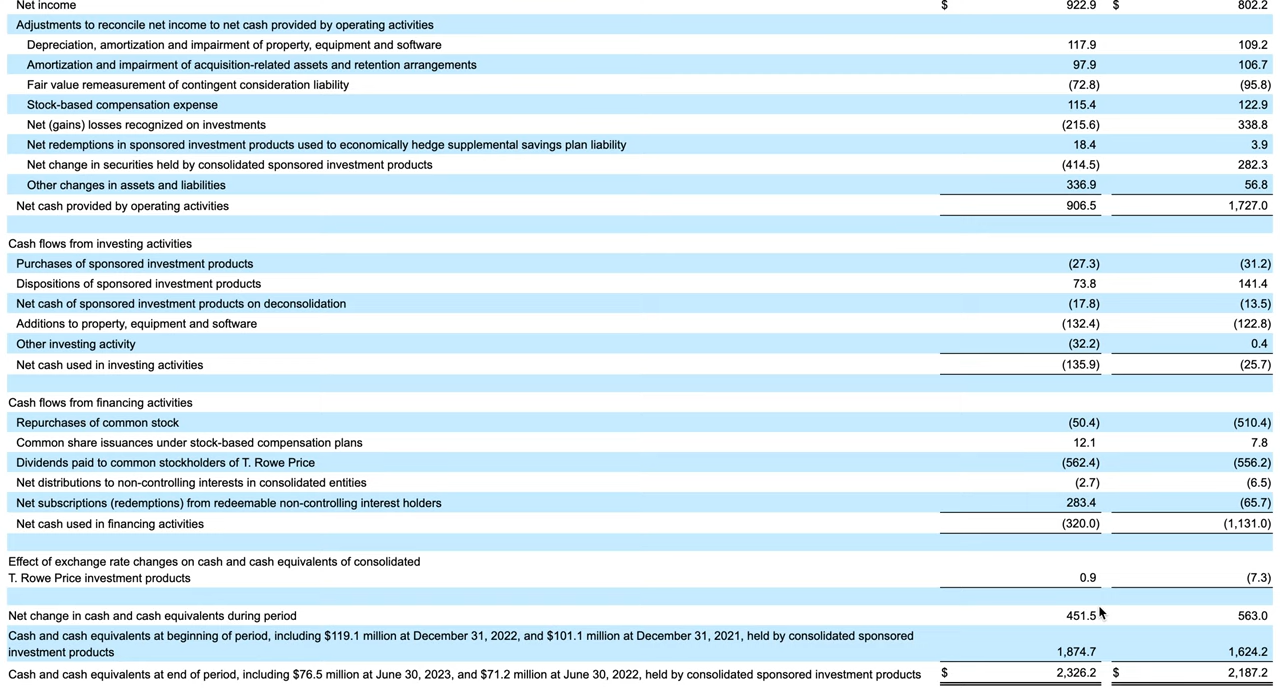 Net income $ 922.9 $ 802.2
Adjustments to reconcile net income to net cash provided by operating activities
Depreciation, amortization and impairment of property, equipment and software 117.9 109.2
Amortization and impairment of acquisition-related assets and retention arrangements 97.9 106.7
Fair value remeasurement of contingent consideration liability (72.8) (95.8)
Stock-based compensation expense 115.4 122.9
Net (gains) losses recognized on investments (215.6) 338.8
Net redemptions in sponsored investment products used to economically hedge supplemental savings plan liability 18.4 3.9
Net change in securities held by consolidated sponsored investment products (414.5) 282.3
Other changes in assets and liabilities 336.9 56.8
Net cash provided by operating activities 906.5 1,727.0
Cash flows from investing activities
Purchases of sponsored investment products (27.3) (31.2)
Dispositions of sponsored investment products 73.8 141.4
Net cash of sponsored investment products on deconsolidation (17.8) (13.5)
Additions to property, equipment and software (132.4) (122.8)
Other investing activity (32.2) 0.4
Net cash used in investing activities (135.9) (25.7)
Cash flows from financing activities
Repurchases of common stock (50.4) (510.4)
Common share issuances under stock-based compensation plans 12.1 7.8
Dividends paid to common stockholders of T. Rowe Price (562.4) (556.2)
Net distributions to non-controlling interests in consolidated entities (2.7) (6.5)
Net subscriptions (redemptions) from redeemable non-controlling interest holders 283.4 (65.7)
Net cash used in financing activities (320.0) (1,131.0)
Effect of exchange rate changes on cash and cash equivalents of consolidated
T. Rowe Price investment products 0.9 (7.3)
Net change in cash and cash equivalents during period 451.5 563.0
Cash and cash equivalents at beginning of period, including $119.1 million at December 31, 2022, and $101.1 million at December 31, 2021, held by consolidated sponsored
investment products 1,874.7 1,624.2
Cash and cash equivalents at end of period, including $76.5 million at June 30, 2023, and $71.2 million at June 30, 2022, held by consolidated sponsored investment products $ 2,326.2 $ 2,187.2